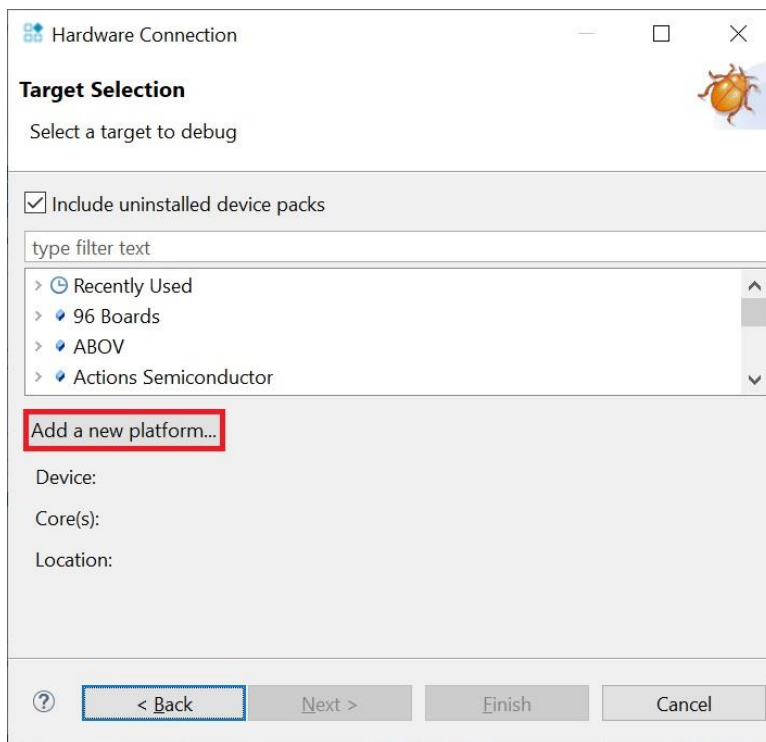 Hardware Connection
Target Selection
Select a target to debug
Include uninstalled device packs
type filter text
Recently Used
96 Boards
ABOV
Actions Semiconductor
Add a new platform...
Device:
Core(s):
Location:
? < Back Next > Finish Cancel